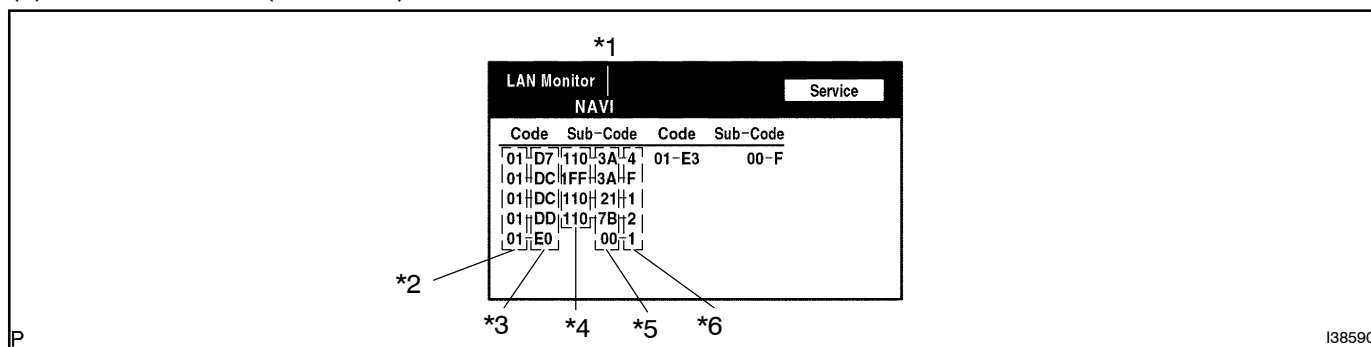 *1
LAN Monitor
Service
NAVI
Code Sub-Code Code Sub-Code
01-D7 110-3A-4 01-E3 00-F
01-DC 1FF-3A-F
01-DC 110-21-1
01-DD 110-7B-2
01-E0 00-1
*2
*3 *4 *5 *6
P
I38590